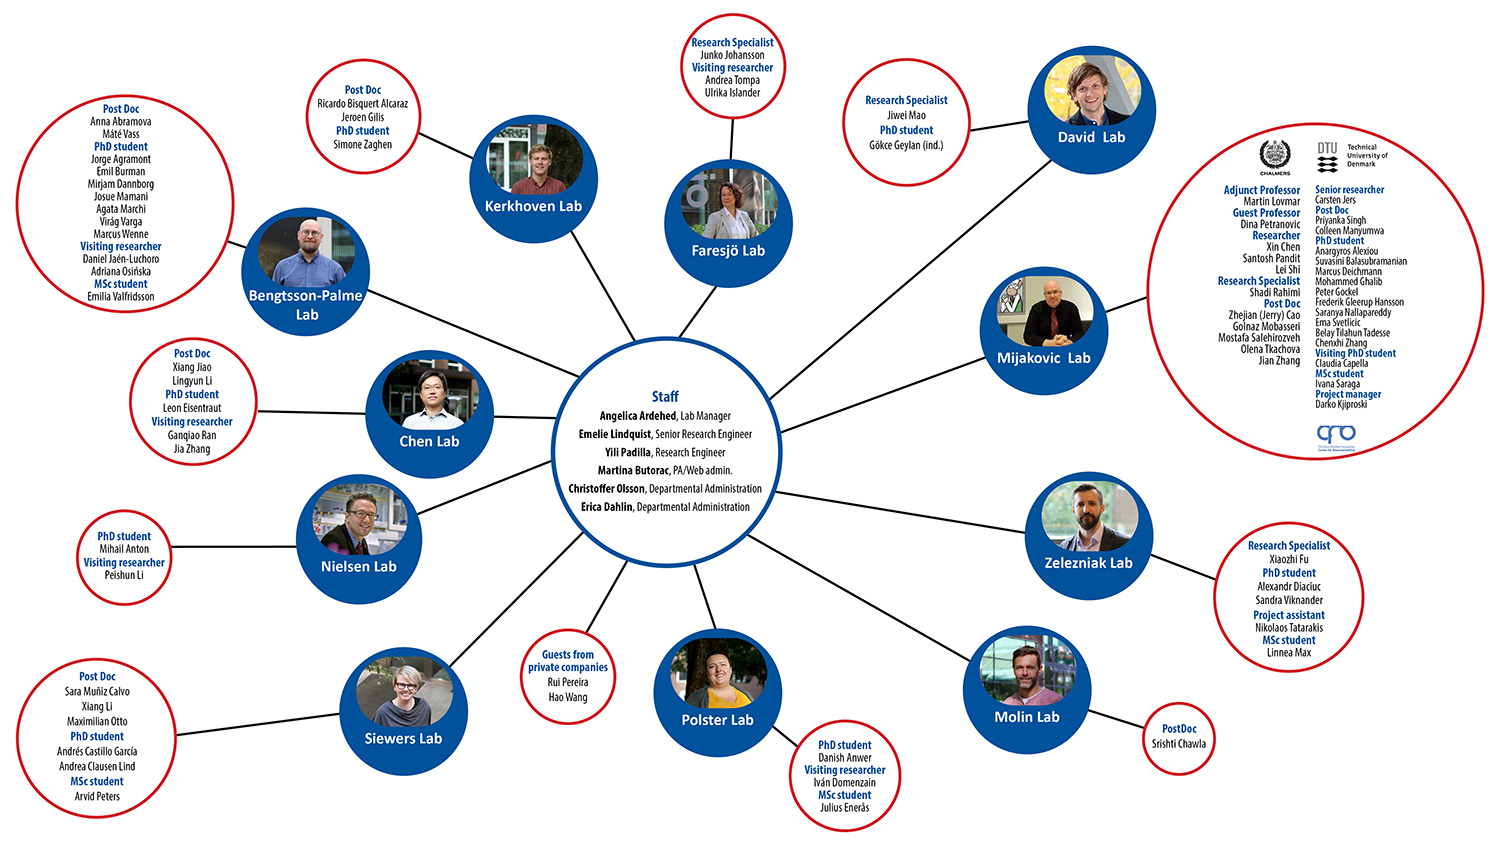 Research Specialist
Junko Johansson
Visiting researcher
Andrea Tompa
Ulrika Islander
Faresjö Lab
Post Doc
Ricardo Bisquert Alcaraz
Jeroen Gilis
PhD student
Simone Zaghen
Kerkhoven Lab
Post Doc
Anna Abramova
Máté Vass
PhD student
Jorge Agramont
Emil Burman
Mirjam Dannborg
Josue Mamani
Agata Marchi
Virág Varga
Marcus Wenne
Visiting researcher
Daniel Jaén-Luchoro
Adriana Osińska
MSc student
Emilia Valfridsson
Bengtsson-Palme
Lab
Post Doc
Xiang Jiao
Lingyun Li
PhD student
Leon Eisentraut
Visiting researcher
Ganqiao Ran
Jia Zhang
Chen Lab
PhD student
Mihail Anton
Visiting researcher
Peishun Li
Nielsen Lab
Post Doc
Sara Muñiz Calvo
Xiang Li
Maximilian Otto
PhD student
Andrés Castillo García
Andrea Clausen Lind
MSc student
Arvid Peters
Siewers Lab
Guests from
private companies
Rui Pereira
Hao Wang
Staff
Angelica Ardehed, Lab Manager
Emelie Lindquist, Senior Research Engineer
Yili Padilla, Research Engineer
Martina Butorac, PA/Web admin.
Christoffer Olsson, Departmental Administration
Erica Dahlin, Departmental Administration
Polster Lab
PhD student
Danish Anwer
Visiting researcher
Iván Domenzain
MSc student
Julius Enerås
Molin Lab
PostDoc
Srishti Chawla
Zelezniak Lab
Research Specialist
Xiaozhi Fu
PhD student
Alexandr Diaciuc
Sandra Viknander
Project assistant
Nikolaos Tatarakis
MSc student
Linnea Max
Research Specialist
Jiwei Mao
PhD student
Gökce Geylan (ind.)
David Lab
Mijakovic Lab
CHALMERS
Adjunct Professor
Martin Lovmar
Guest Professor
Dina Petranovic
Researcher
Xin Chen
Santosh Pandit
Lei Shi
Research Specialist
Shadi Rahimi
Post Doc
Zhejian (Jerry) Cao
Golnaz Mobasseri
Mostafa Salehirozveh
Olena Tkachova
Jian Zhang
DTU
Technical
University of
Denmark
Senior researcher
Carsten Jers
Post Doc
Priyanka Singh
Colleen Manyumwa
PhD student
Anargyros Alexiou
Suvasini Balasubramanian
Marcus Deichmann
Mohammed Ghalib
Peter Gockel
Frederik Gleerup Hansson
Saranya Nallapareddy
Ema Svetlicic
Belay Tilahun Tadesse
Chenxhi Zhang
Visiting PhD student
Claudia Capella
MSc student
Ivana Saraga
Project manager
Darko Kjiproski